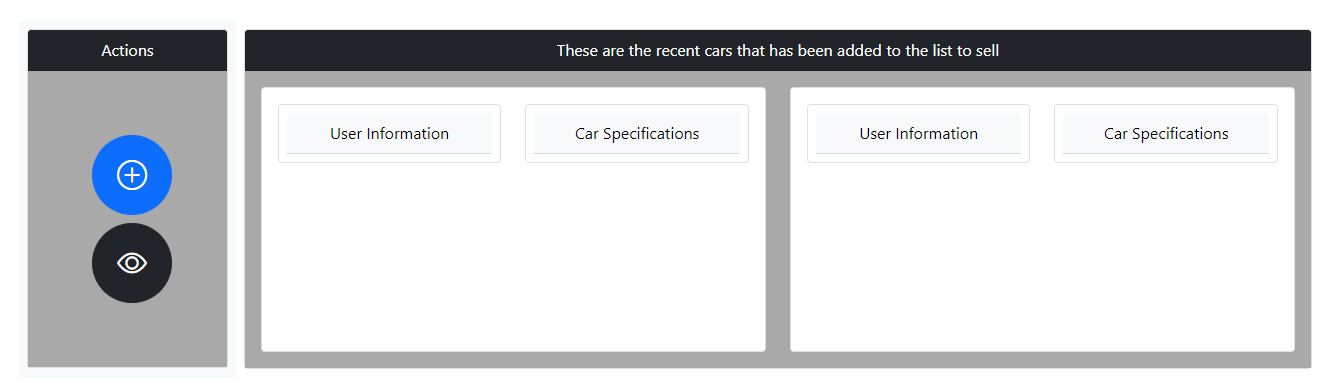 Actions
These are the recent cars that has been added to the list to sell
User Information
Car Specifications
User Information
Car Specifications